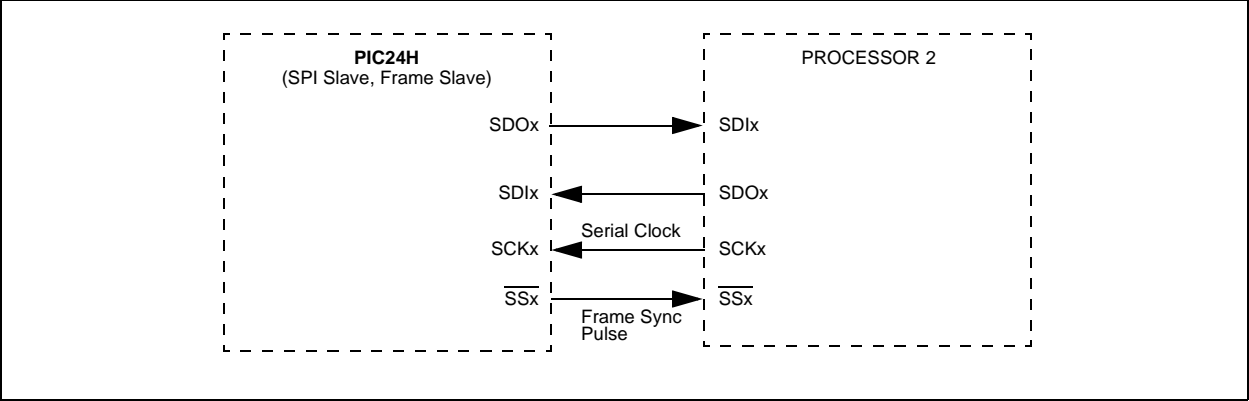 PIC24H
(SPI Slave, Frame Slave)
PROCESSOR 2
SDOx
SDIx
SDIx
SDOx
Serial Clock
SCKx
SCKx
SSx
SSx
Frame Sync
Pulse